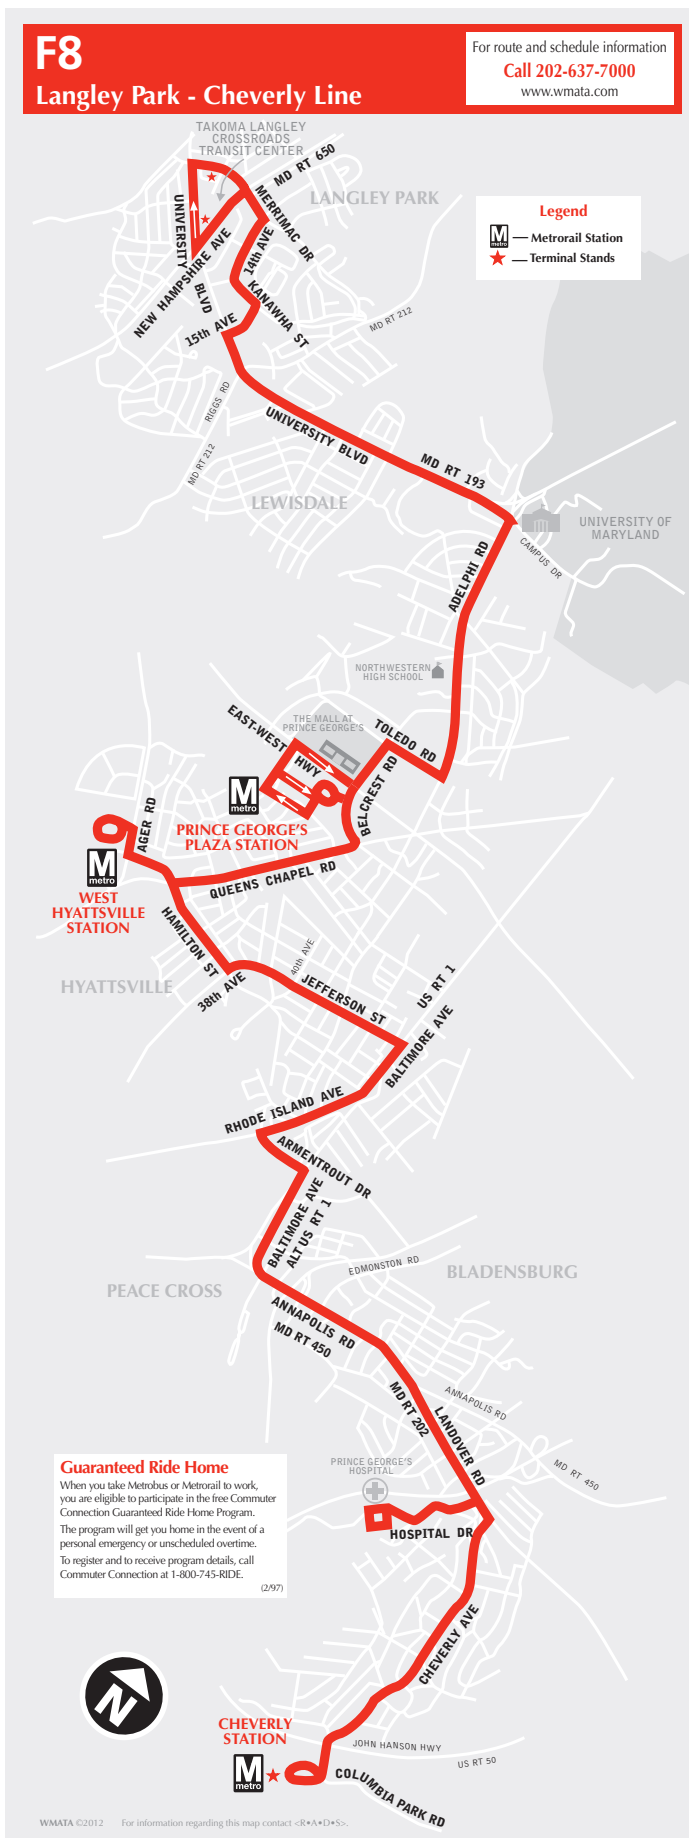 F8
Langley Park - Cheverly Line
For route and schedule information
Call 202-637-7000
www.wmata.com
TAKOMA LANGLEY
CROSSROADS
TRANSIT CENTER
MD RT 650
LANGLEY PARK
UNIVERSITY BLVD
MERRIMAC DR
NEW HAMPSHIRE AVE
14th AVE
KANAWHA ST
15th AVE
Legend
M
metro
Metrorail Station
Terminal Stands
MD RT 212
RIGGS RD
MD RT 212
UNIVERSITY BLVD
MD RT 193
LEWISDALE
UNIVERSITY OF
MARYLAND
CAMPUS DR
ADELPHI RD
NORTHWESTERN
HIGH SCHOOL
EAST-WEST HWY
THE MALL AT
PRINCE GEORGE'S
TOLEDO RD
BELCREST RD
M
metro
PRINCE GEORGE'S
PLAZA STATION
AGER RD
M
metro
WEST
HYATTSVILLE
STATION
QUEENS CHAPEL RD
HAMILTON ST
HYATTSVILLE
38th AVE
40th AVE
JEFFERSON ST
US RT 1
BALTIMORE AVE
RHODE ISLAND AVE
ARMENTROUT DR
BALTIMORE AVE
ALT US RT 1
EDMONSTON RD
BLADENSBURG
PEACE CROSS
ANNAPOLIS RD
MD RT 450
MD RT 202
LANDOVER RD
ANNAPOLIS RD
MD RT 450
PRINCE GEORGE'S
HOSPITAL
HOSPITAL DR
Guaranteed Ride Home
When you take Metrobus or Metrorail to work,
you are eligible to participate in the free Commuter
Connection Guaranteed Ride Home Program.
The program will get you home in the event of a
personal emergency or unscheduled overtime.
To register and to receive program details, call
Commuter Connection at 1-800-745-RIDE.
(2/97)
CHEVERLY AVE
N
CHEVERLY
STATION
M
metro
JOHN HANSON HWY
US RT 50
COLUMBIA PARK RD
WMATA ©2012 For information regarding this map contact <R•A•D•S>.